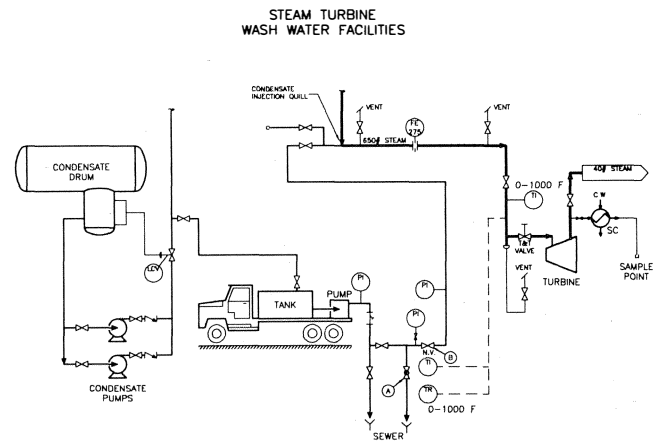 STEAM TURBINE
WASH WATER FACILITIES
CONDENSATE
INJECTION QUILL
VENT
FE
275
VENT
650# STEAM
40# STEAM
CONDENSATE
DRUM
0-1000 F
TI
C W
SC
T&T
VALVE
VENT
TURBINE
SAMPLE
POINT
LCV
PI
PI
PUMP
TANK
PI
N.V.
B
TI
A
TR
0-1000 F
CONDENSATE
PUMPS
SEWER